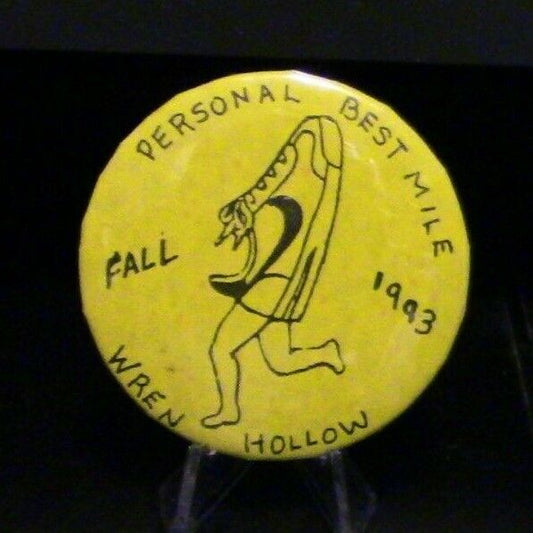 PERSONAL BEST MILE
FALL
1993
WREN HOLLOW